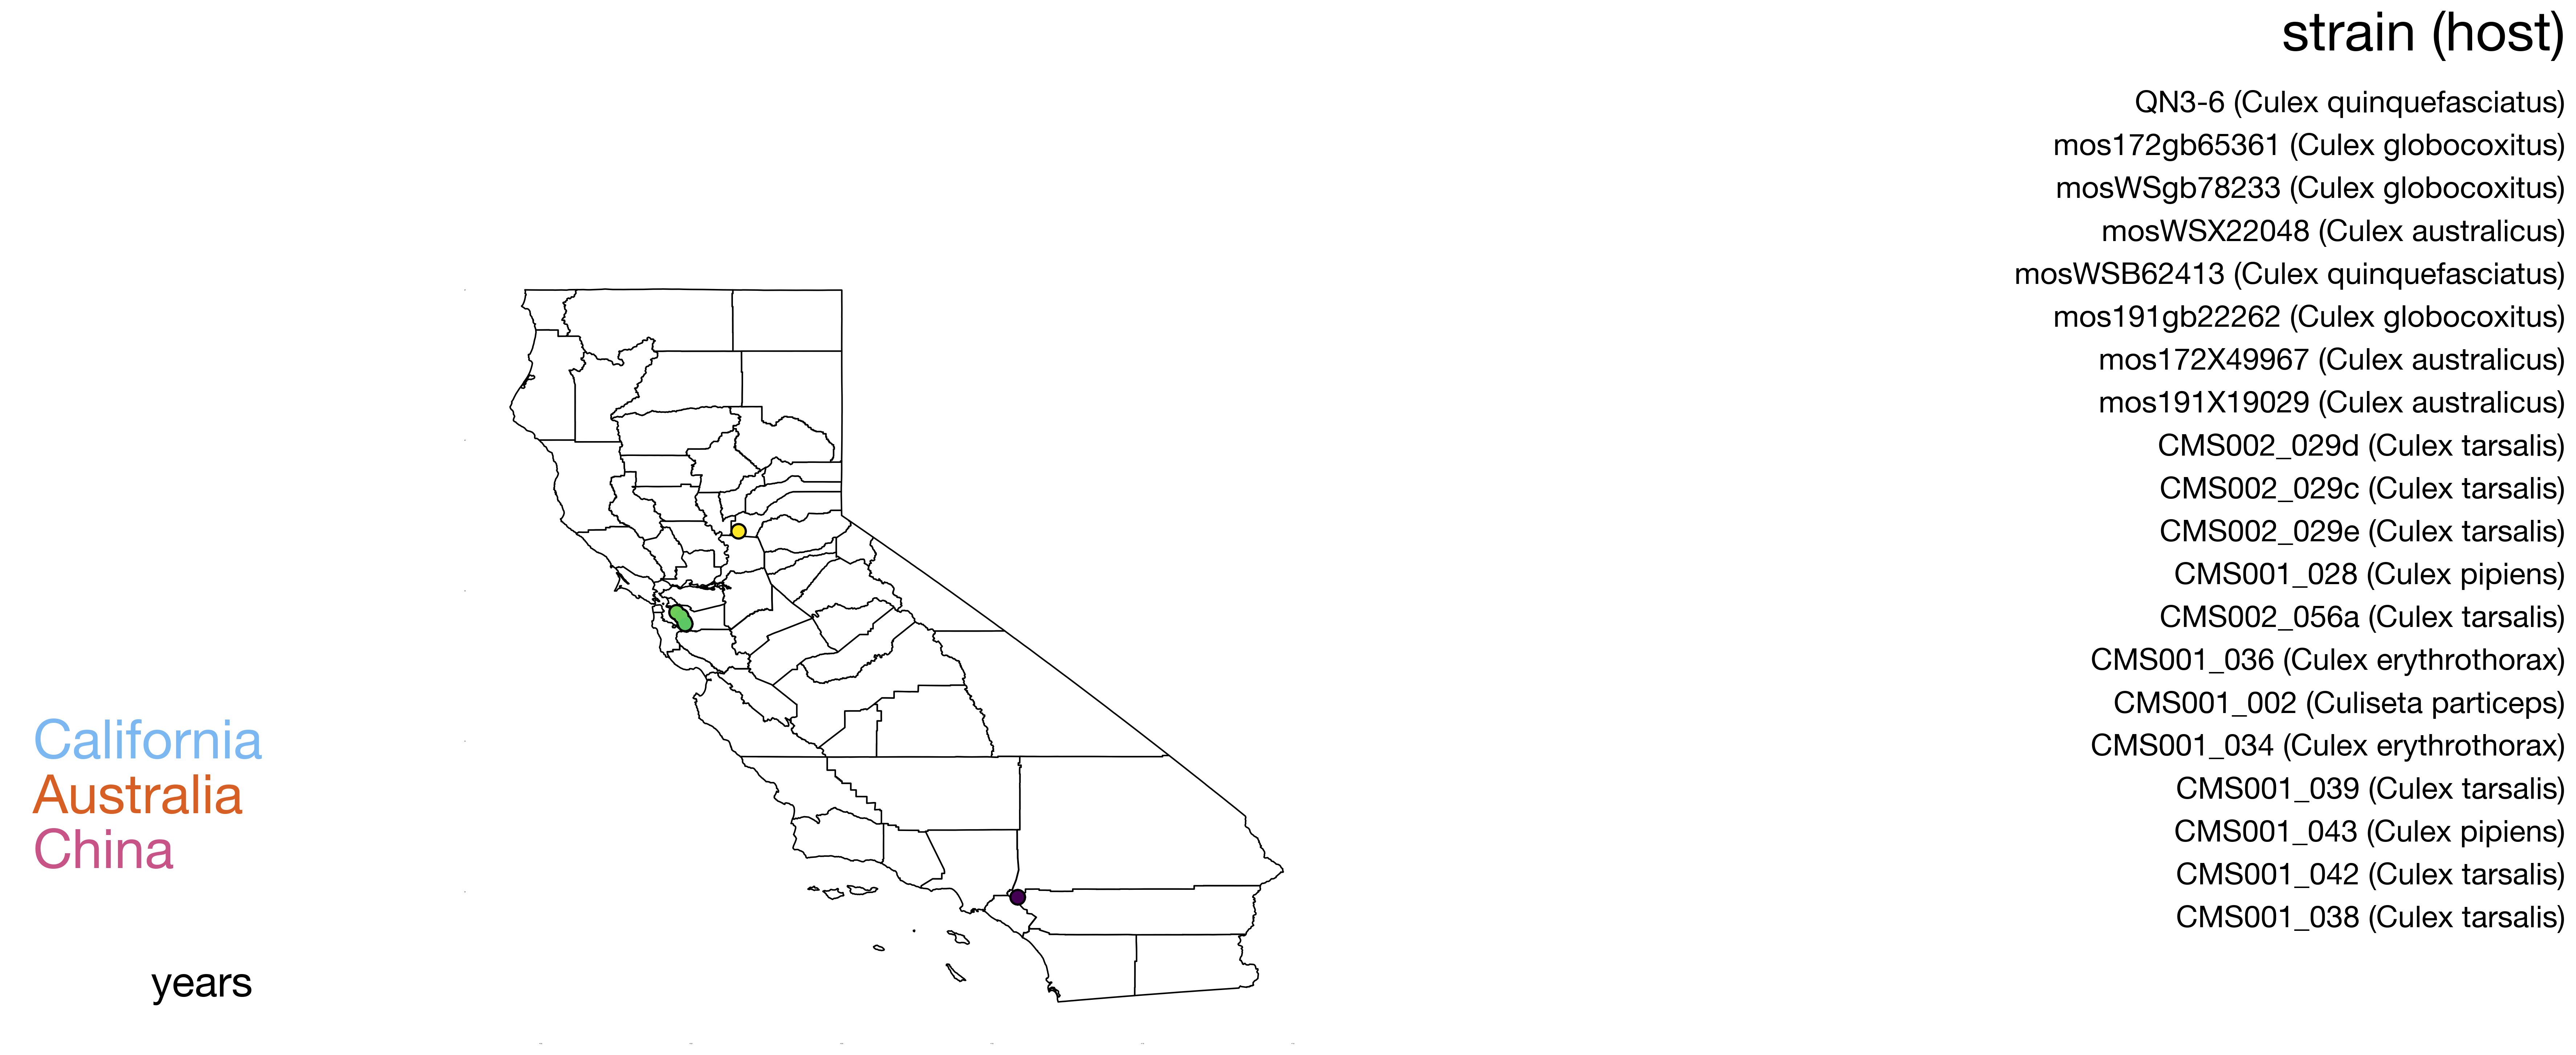 strain (host)
QN3-6 (Culex quinquefasciatus)
mos172gb65361 (Culex globocoxitus)
mosWSgb78233 (Culex globocoxitus)
mosWSX22048 (Culex australicus)
mosWSB62413 (Culex quinquefasciatus)
mos191gb22262 (Culex globocoxitus)
mos172X49967 (Culex australicus)
mos191X19029 (Culex australicus)
CMS002_029d (Culex tarsalis)
CMS002_029c (Culex tarsalis)
CMS002_029e (Culex tarsalis)
CMS001_028 (Culex pipiens)
CMS002_056a (Culex tarsalis)
CMS001_036 (Culex erythrothorax)
CMS001_002 (Culiseta particeps)
CMS001_034 (Culex erythrothorax)
CMS001_039 (Culex tarsalis)
CMS001_043 (Culex pipiens)
CMS001_042 (Culex tarsalis)
CMS001_038 (Culex tarsalis)
California
Australia
China
years